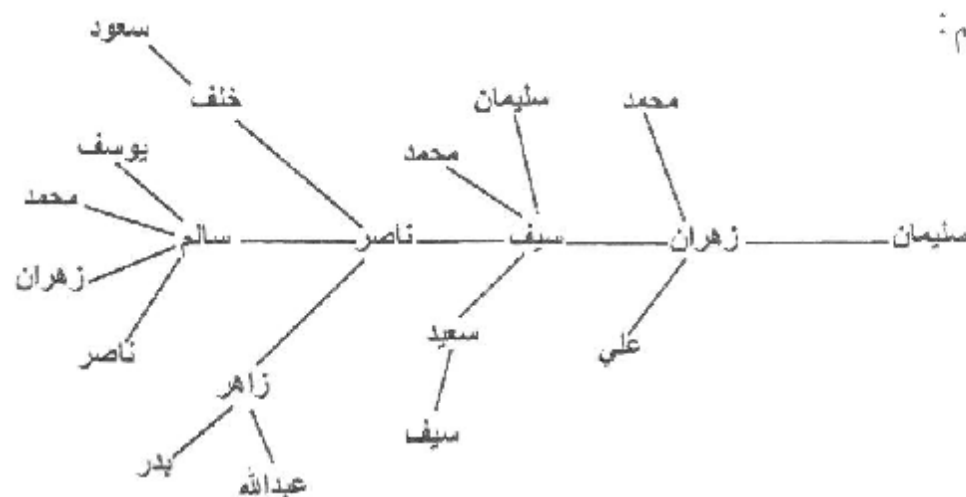 م :
سعود
خلف
سليمان
محمد
محمد
يوسف
محمد
سليمان
زهران
سيف
ناصر
سالم
زهران
سعيد
علي
ناصر
زاهر
سيف
بدر
عبدالله